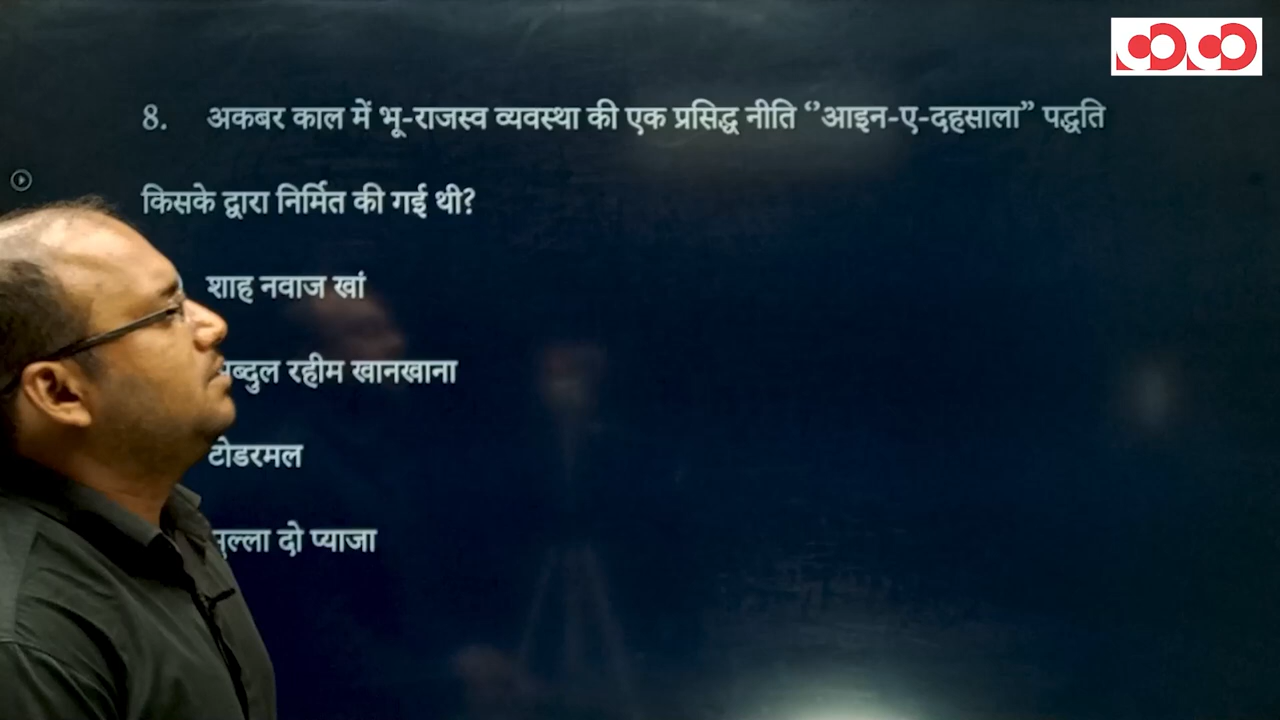 8. अकबर काल में भू-राजस्व व्यवस्था की एक प्रसिद्ध नीति “आइन-ए-दहसाला” पद्धति
किसके द्वारा निर्मित की गई थी?
शाह नवाज खां
रहीम खानखाना
टोडरमल
दो प्याजा